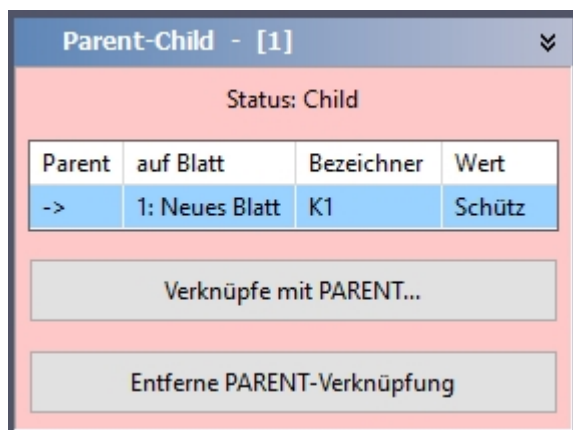 Parent-Child - [1]
Status: Child
Parent auf Blatt Bezeichner Wert
-> 1: Neues Blatt K1 Schütz
Verknüpfe mit PARENT...
Entferne PARENT-Verknüpfung